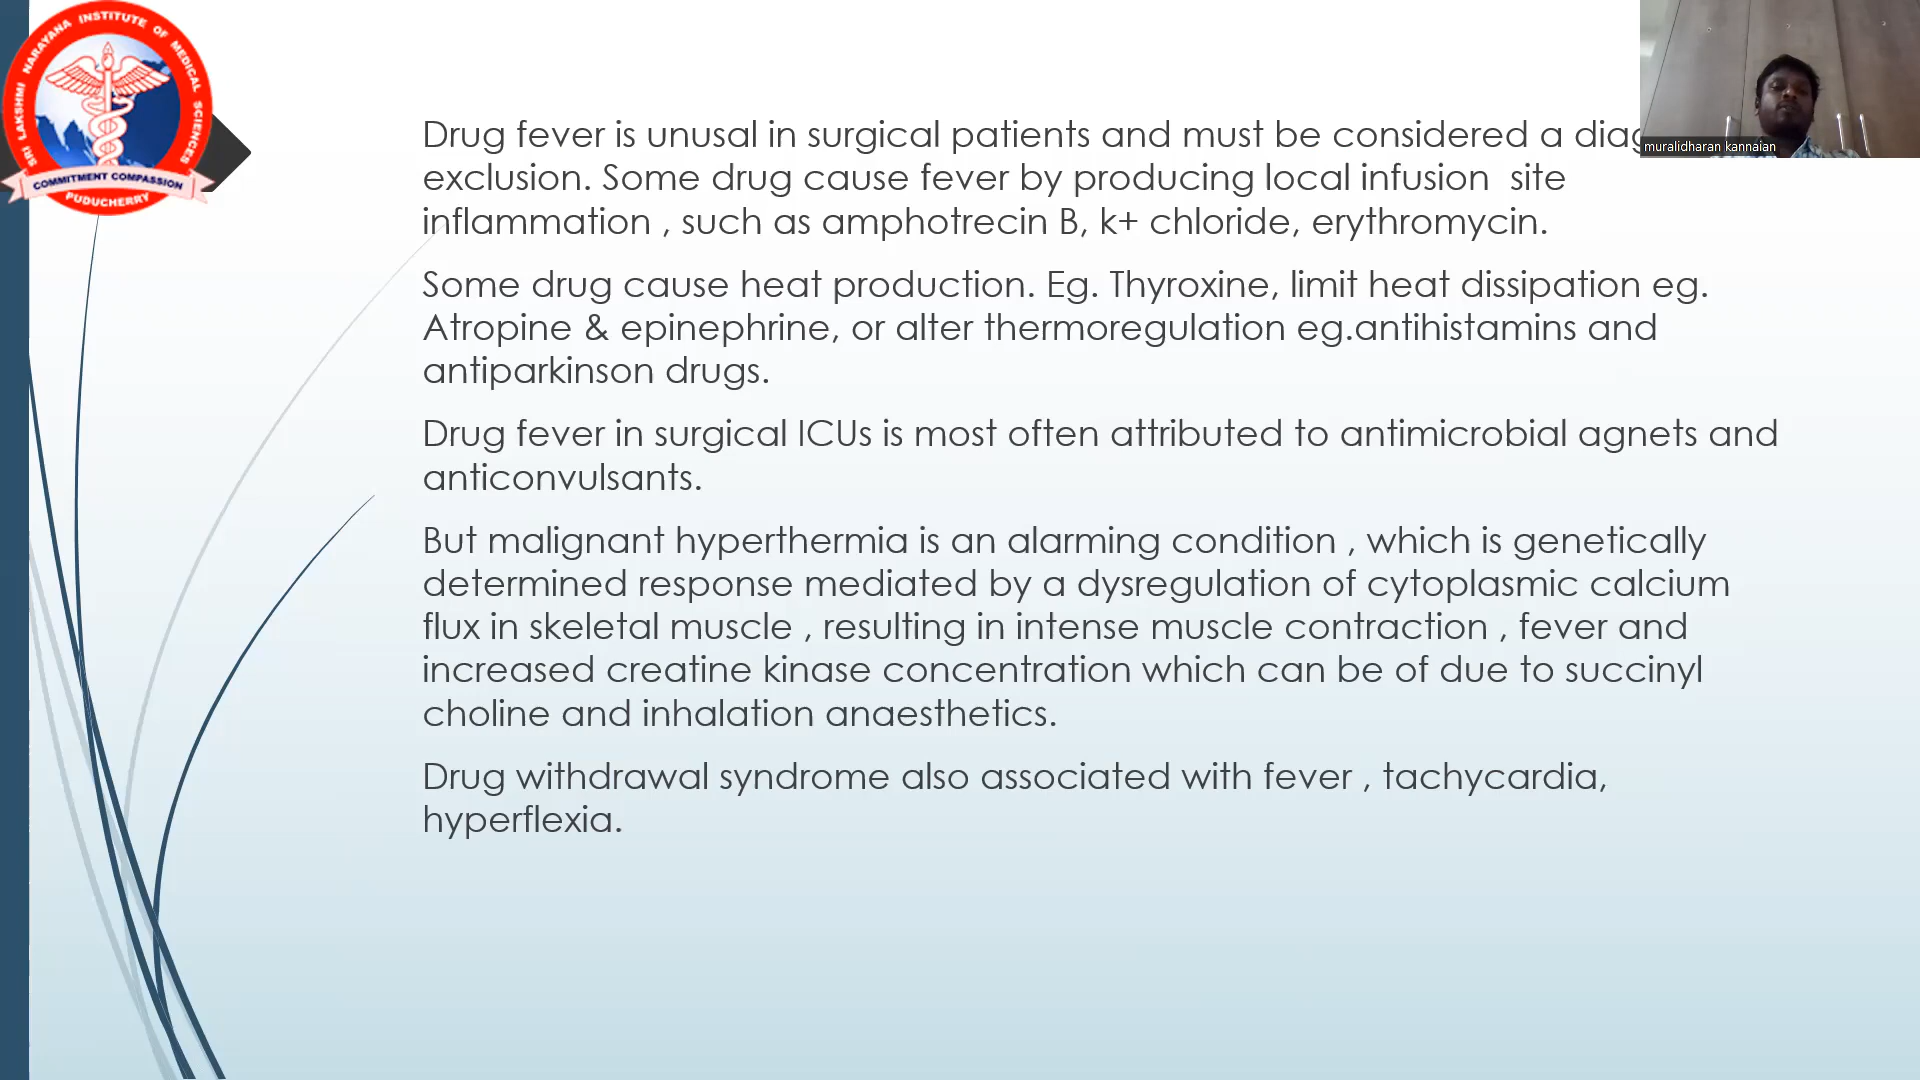 SRI LAKSHMI NARAYANA INSTITUTE OF MEDICAL SCIENCES
COMMITMENT COMPASSION
PUDUCHERRY
muralidharan kannaian
Drug fever is unusal in surgical patients and must be considered a
exclusion. Some drug cause fever by producing local infusion site
inflammation , such as amphotrecin B, k+ chloride, erythromycin.
Some drug cause heat production. Eg. Thyroxine, limit heat dissipation eg.
Atropine & epinephrine, or alter thermoregulation eg.antihistamins and
antiparkinson drugs.
Drug fever in surgical ICUs is most often attributed to antimicrobial agnets and
anticonvulsants.
But malignant hyperthermia is an alarming condition , which is genetically
determined response mediated by a dysregulation of cytoplasmic calcium
flux in skeletal muscle , resulting in intense muscle contraction , fever and
increased creatine kinase concentration which can be of due to succinyl
choline and inhalation anaesthetics.
Drug withdrawal syndrome also associated with fever , tachycardia,
hyperflexia.